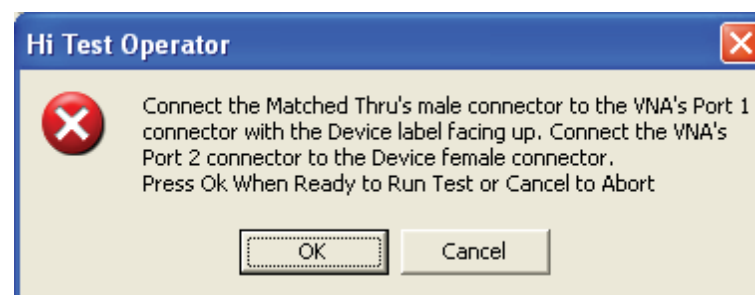 Hi Test Operator
Connect the Matched Thru's male connector to the VNA's Port 1
connector with the Device label facing up. Connect the VNA's
Port 2 connector to the Device female connector.
Press Ok When Ready to Run Test or Cancel to Abort
OK
Cancel